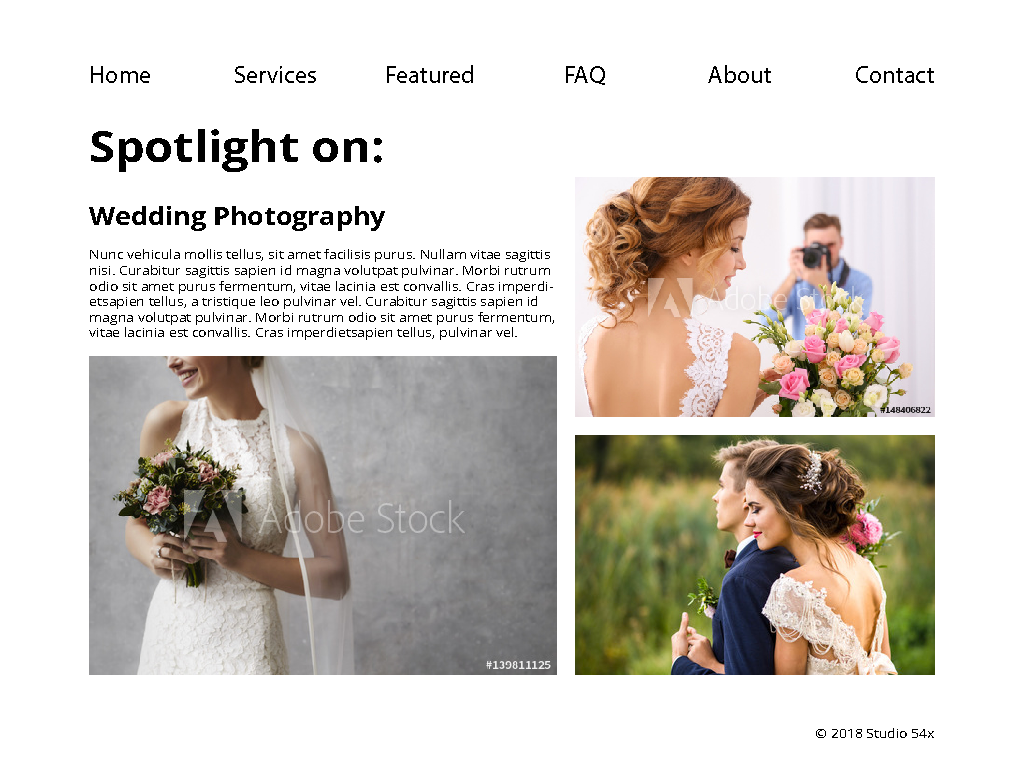 Home Services Featured FAQ About Contact
Spotlight on:
Wedding Photography
Nunc vehicula mollis tellus, sit amet facilisis purus. Nullam vitae sagittis
nisi. Curabitur sagittis sapien id magna volutpat pulvinar. Morbi rutrum
odio sit amet purus fermentum, vitae lacinia est convallis. Cras imperdi-
etsapien tellus, a tristique leo pulvinar vel. Curabitur sagittis sapien id
magna volutpat pulvinar. Morbi rutrum odio sit amet purus fermentum,
vitae lacinia est convallis. Cras imperdietsapien tellus, pulvinar vel.
Adobe Stock
#139811125
Adobe
#148406822
© 2018 Studio 54x